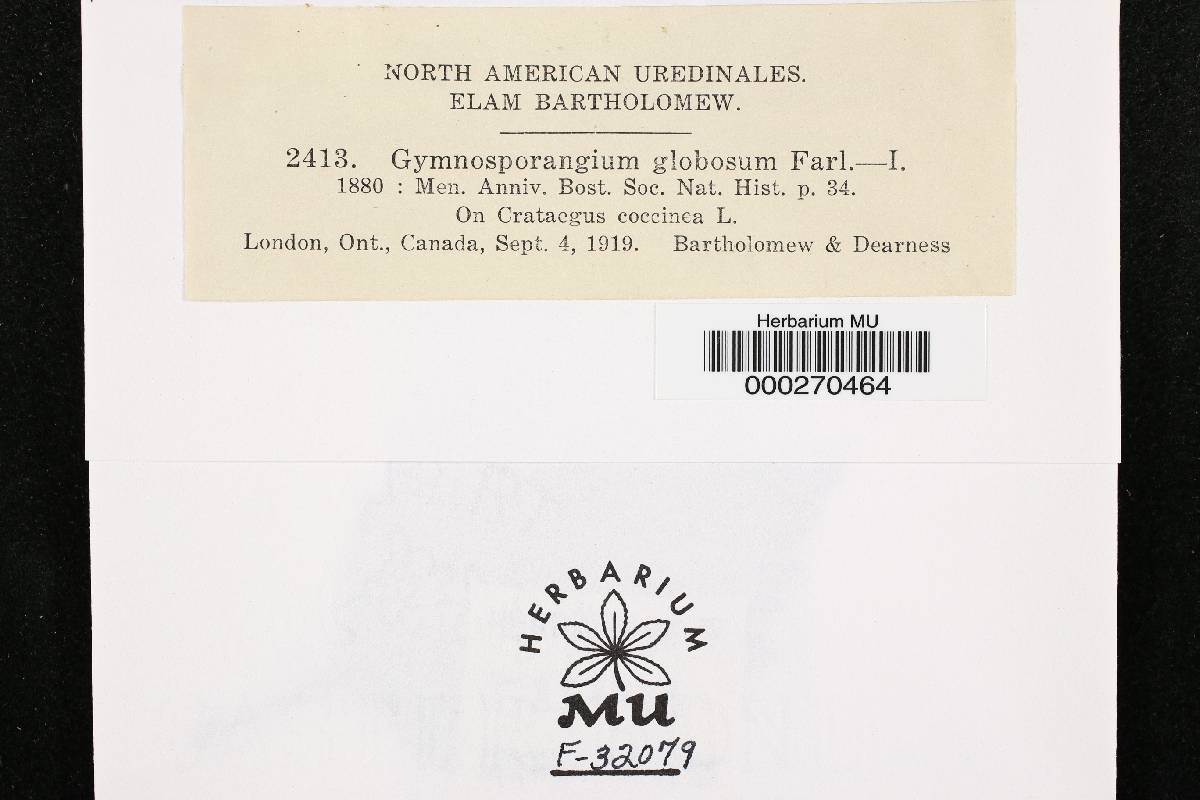 NORTH AMERICAN UREDINALES.
ELAM BARTHOLOMEW.
2413. Gymnosporangium globosum Farl.—I.
1880 : Men. Anniv. Bost. Soc. Nat. Hist. p. 34.
On Crataegus coccinea L.
London, Ont., Canada, Sept. 4, 1919. Bartholomew & Dearness
Herbarium MU
000270464
HERBARIUM
MU
F-32079